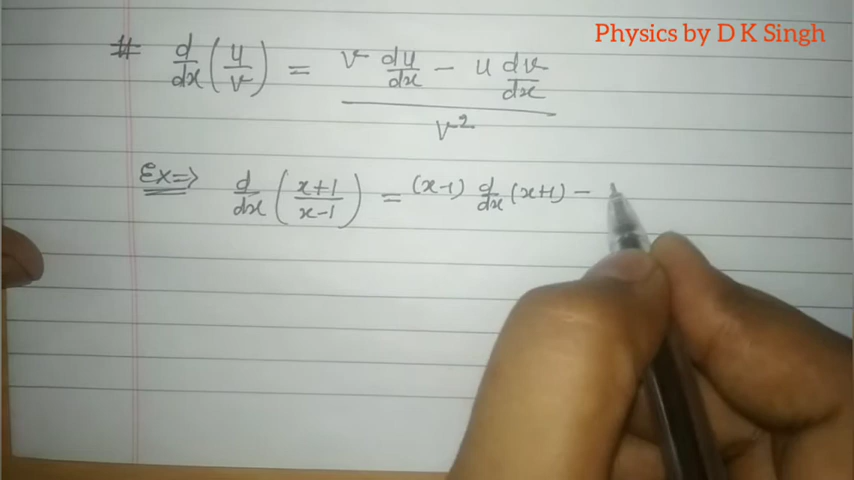 Physics by D K Singh
# d/dx (u/v) = (v du/dx - u dv/dx) / v²
Ex=> d/dx (x+1/x-1) = (x-1) d/dx (x+1) -